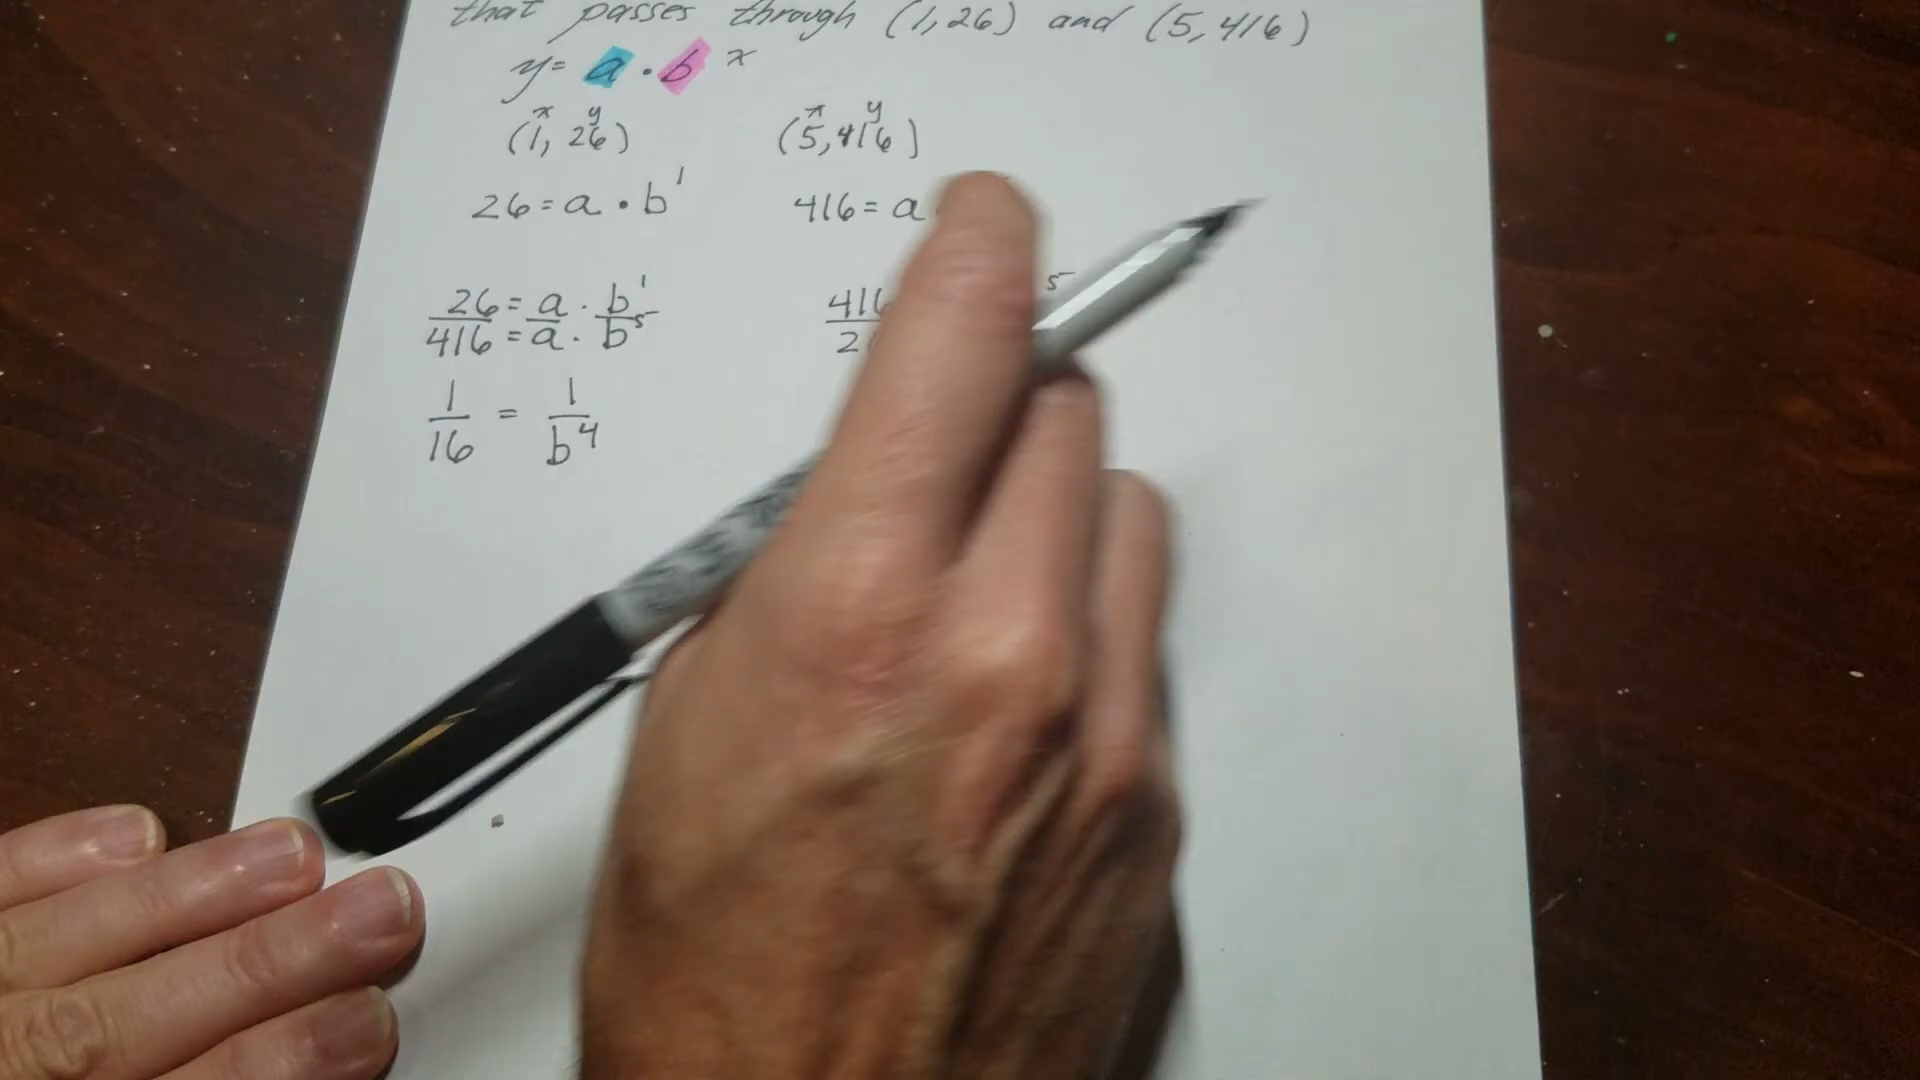 that passes through (1,26) and (5,416)
y= a · b x
x y x y
(1, 26) (5,416)
26 = a • b¹ 416 = a
5
26 = a · b¹ 416
416 = a · b⁵
1/16 = 1/b⁴